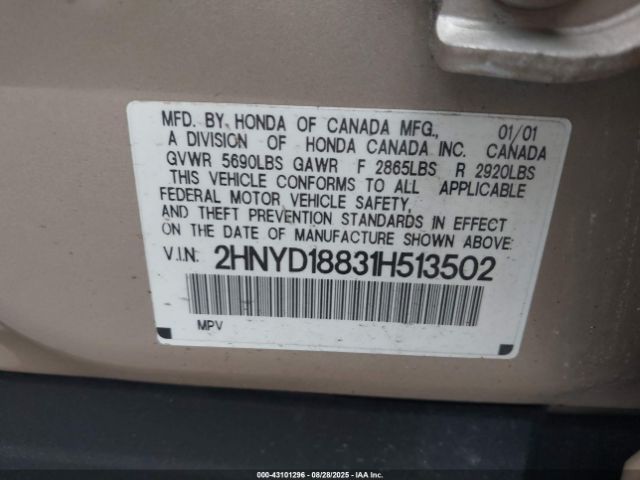 MFD. BY HONDA OF CANADA MFG., 01/01
A DIVISION OF HONDA CANADA INC. CANADA
GVWR 5690LBS GAWR F 2865LBS R 2920LBS
THIS VEHICLE CONFORMS TO ALL APPLICABLE
FEDERAL MOTOR VEHICLE SAFETY,
AND THEFT PREVENTION STANDARDS IN EFFECT
ON THE DATE OF MANUFACTURE SHOWN ABOVE.
V.I.N. 2HNYD18831H513502
MPV
000-43101296 - 08/28/2025 - IAA Inc.